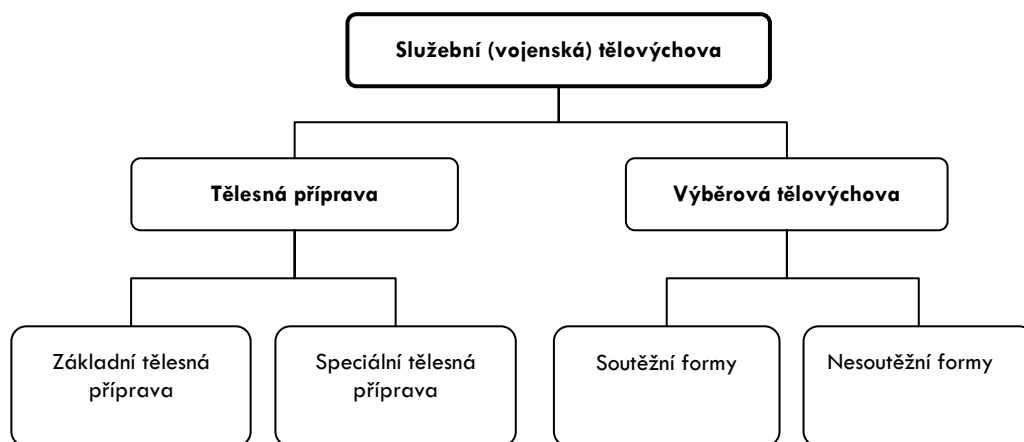 Služební (vojenská) tělovýchova
Tělesná příprava
Výběrová tělovýchova
Základní tělesná
příprava
Speciální tělesná
příprava
Soutěžní formy
Nesoutěžní formy